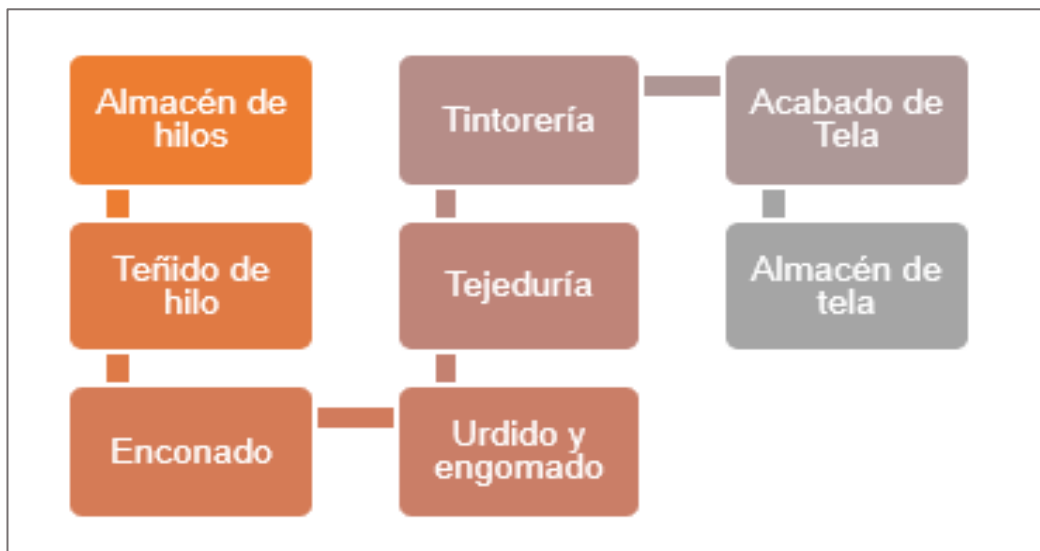 Almacén de
hilos
Teñido de
hilo
Enconado
Urdido y
engomado
Tejeduría
Tintorería
Acabado de
Tela
Almacén de
tela